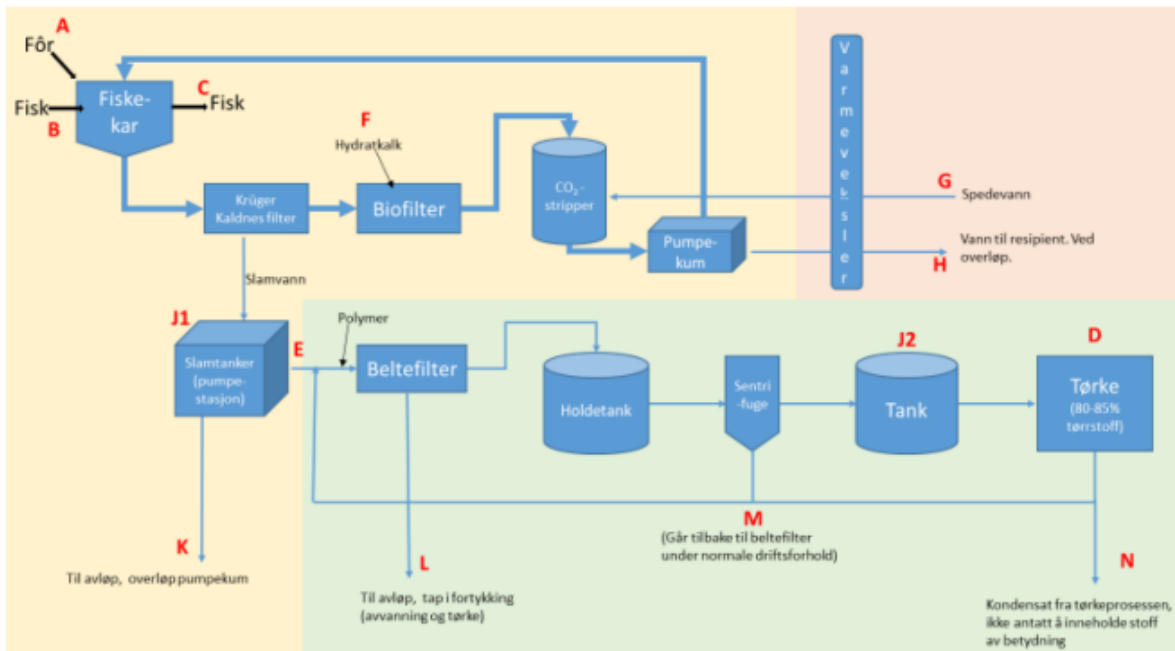 A
Fôr
Fisk
B
Fiske-
kar
C
Fisk
Krüger
Kaldnes filter
F
Hydratkalk
Biofilter
CO₂-
stripper
Pumpe-
kum
Varmeveksler
G
Spedevann
H
Vann til resipient. Ved
overløp.
Slamvann
J1
Slamtanker
(pumpe-
stasjon)
E
Polymer
Beltefilter
Holdetank
Sentri
-fuge
J2
Tank
D
Tørke
(80-85%
tørrstoff)
K
Til avløp, overløp pumpekum
L
Til avløp, tap i fortykking
(avvanning og tørke)
M
(Går tilbake til beltefilter
under normale driftsforhold)
N
Kondensat fra tørkeprosessen,
ikke antatt å inneholde stoff
av betydning